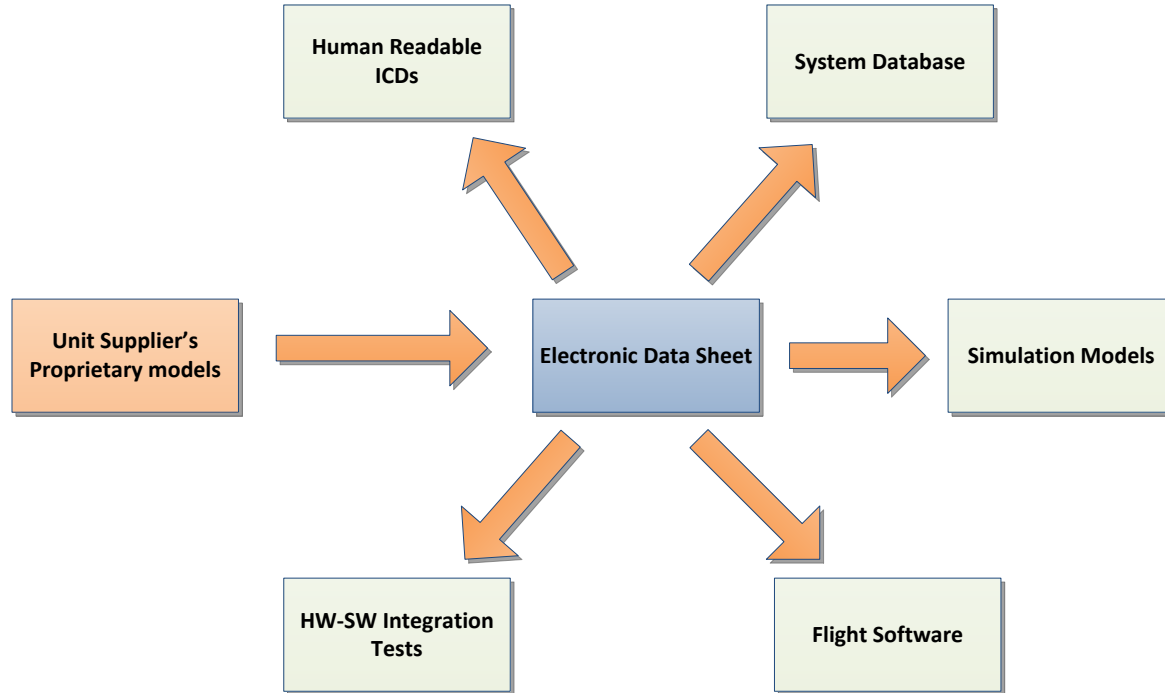 Human Readable
ICDs
System Database
Unit Supplier’s
Proprietary models
Electronic Data Sheet
Simulation Models
HW-SW Integration
Tests
Flight Software